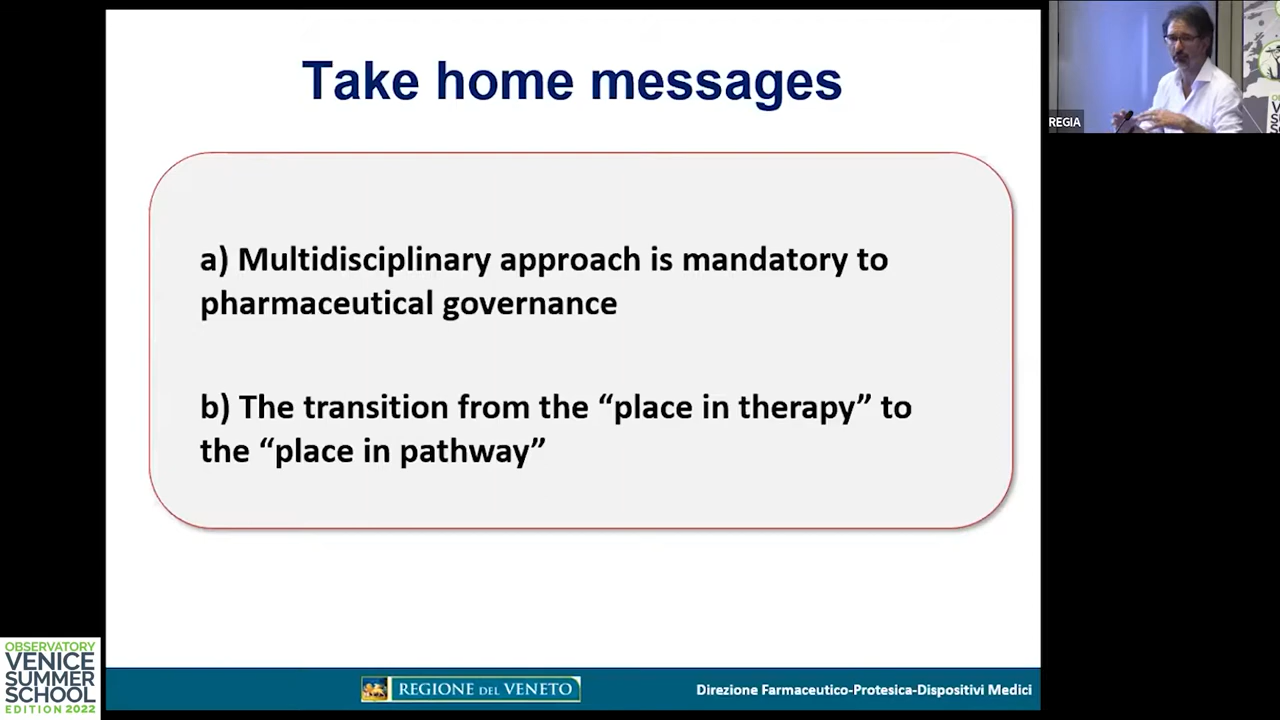 Take home messages
REGIA
a) Multidisciplinary approach is mandatory to
pharmaceutical governance
b) The transition from the “place in therapy” to
the “place in pathway”
OBSERVATORY
VENICE
SUMMER
SCHOOL
EDITION 2022
REGIONE DEL VENETO
Direzione Farmaceutico-Protesica-Dispositivi Medici